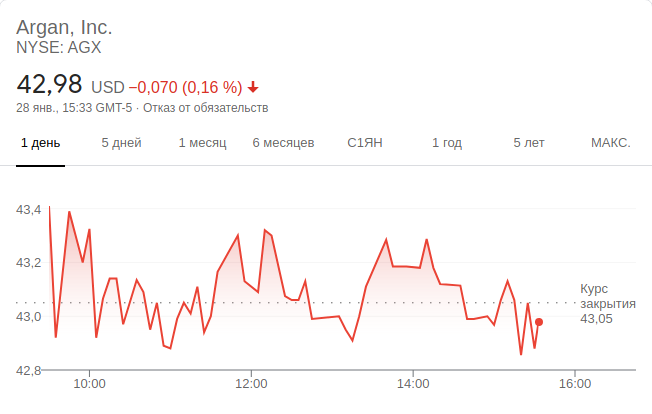 Argan, Inc.
NYSE: AGX
42,98 USD −0,070 (0,16 %)
28 янв., 15:33 GMT-5 · Отказ от обязательств
1 день 5 дней 1 месяц 6 месяцев С1ЯН 1 год 5 лет МАКС.
43,4
43,2
Курс
закрытия
43,05
43,0
42,8
10:00 12:00 14:00 16:00